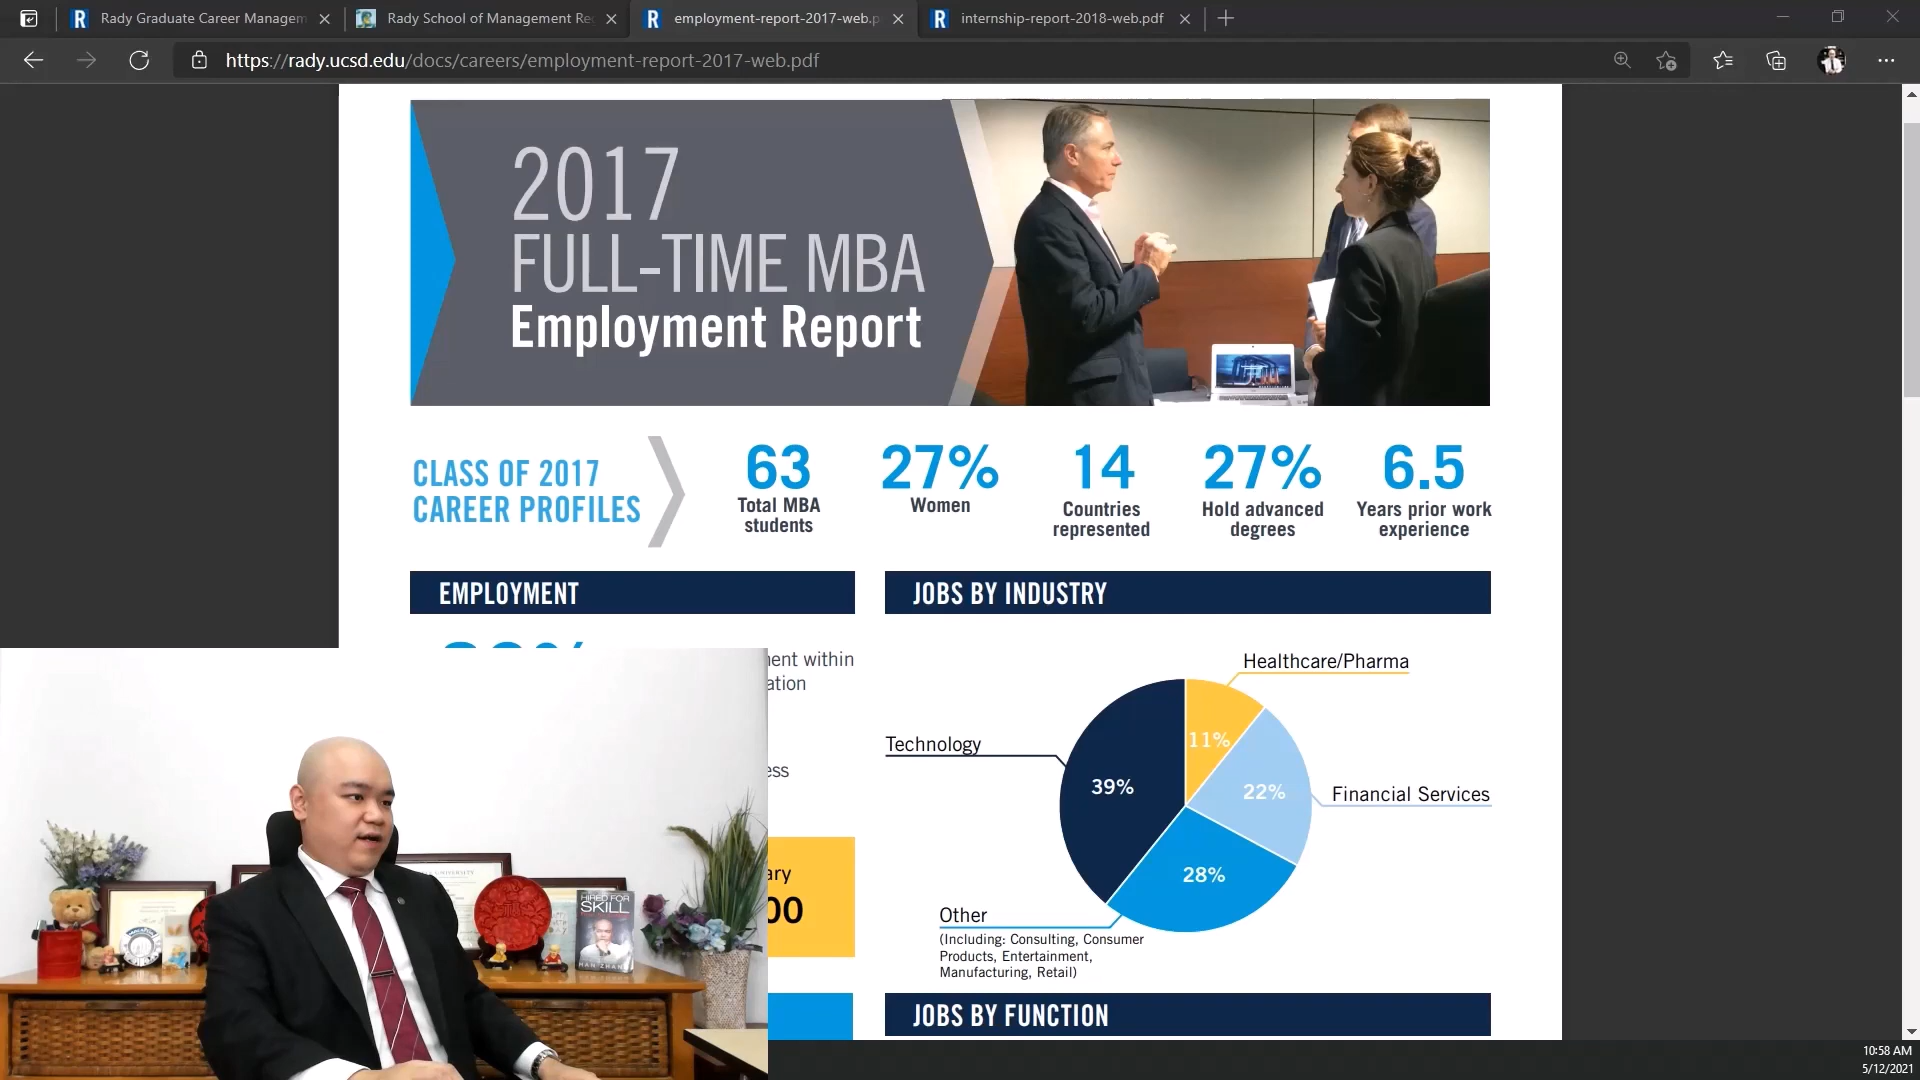 Rady Graduate Career Managem
Rady School of Management Re
employment-report-2017-web.p
internship-report-2018-web.pdf
https://rady.ucsd.edu/docs/careers/employment-report-2017-web.pdf
2017
FULL-TIME MBA
Employment Report
CLASS OF 2017
CAREER PROFILES
63
Total MBA
students
27%
Women
14
Countries
represented
27%
Hold advanced
degrees
6.5
Years prior work
experience
EMPLOYMENT
ent within
ation
ess
ary
00
JOBS BY INDUSTRY
Healthcare/Pharma
11%
Technology
39%
22%
Financial Services
28%
Other
(Including: Consulting, Consumer
Products, Entertainment,
Manufacturing, Retail)
JOBS BY FUNCTION
HIRED FOR
SKILL
HAN ZHANG
10:58 AM
5/12/2021